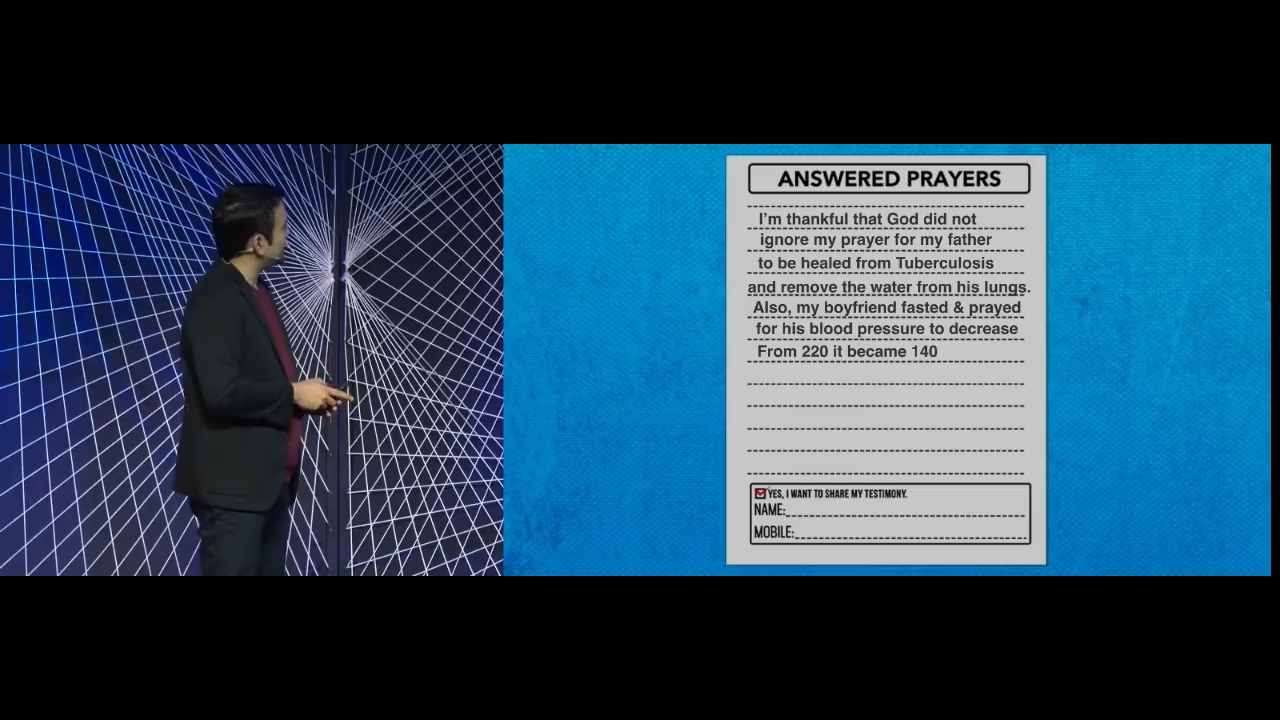 ANSWERED PRAYERS
I'm thankful that God did not
ignore my prayer for my father
to be healed from Tuberculosis
and remove the water from his lungs.
Also, my boyfriend fasted & prayed
for his blood pressure to decrease
From 220 it became 140
YES, I WANT TO SHARE MY TESTIMONY.
NAME:
MOBILE: